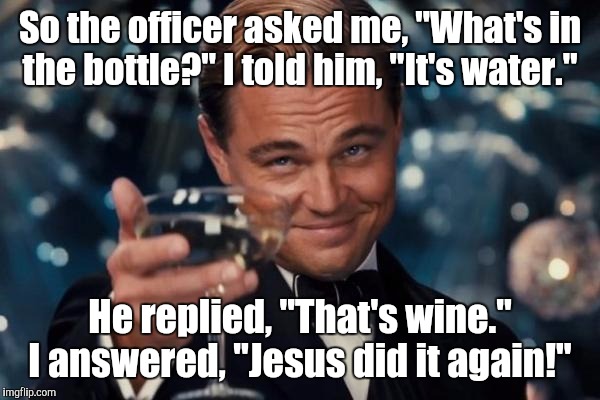 So the officer asked me, "What's in
the bottle?" I told him, "It's water."
He replied, "That's wine."
I answered, "Jesus did it again!"
imgflip.com